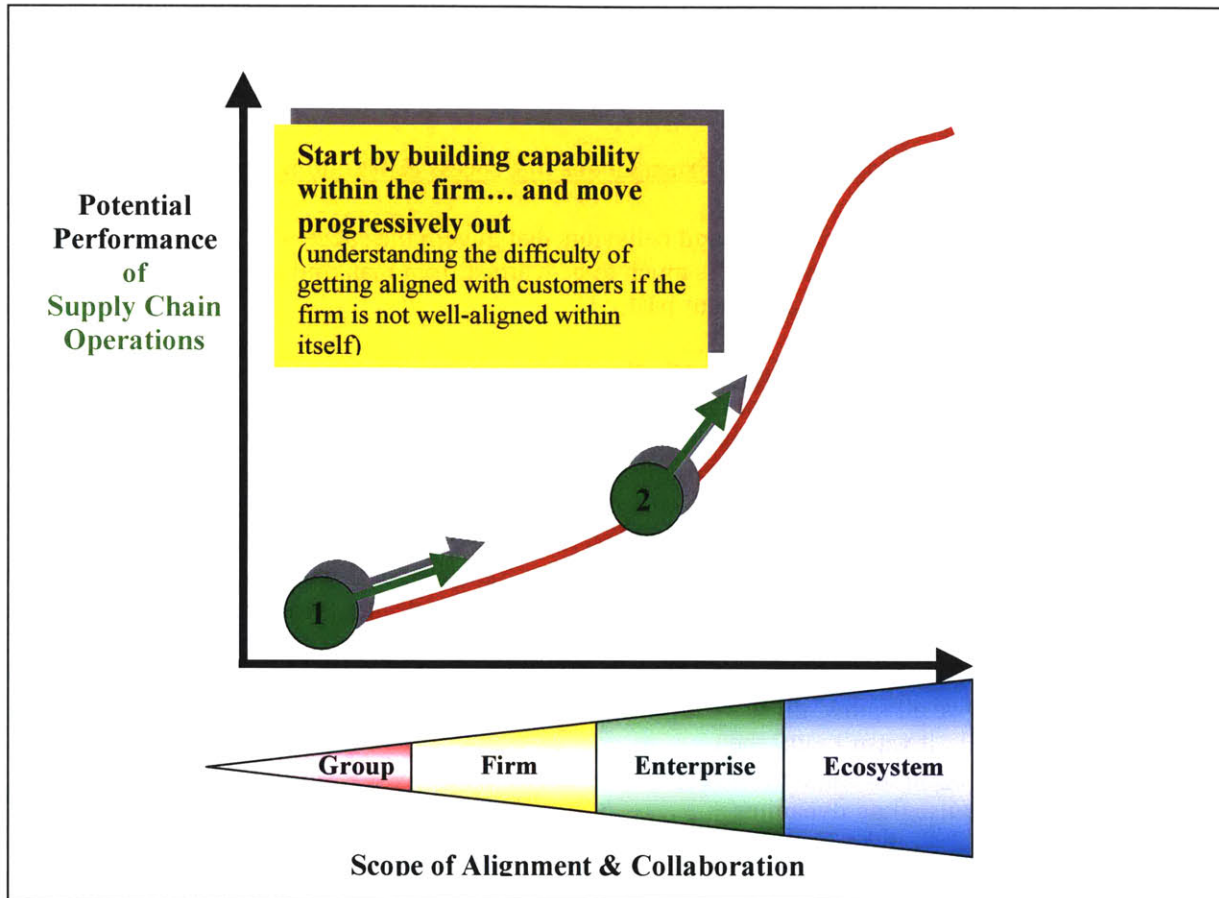 Start by building capability
within the firm... and move
progressively out
(understanding the difficulty of
getting aligned with customers if the
firm is not well-aligned within
itself)
Potential
Performance
of
Supply Chain
Operations
2
1
Group
Firm
Enterprise
Ecosystem
Scope of Alignment & Collaboration